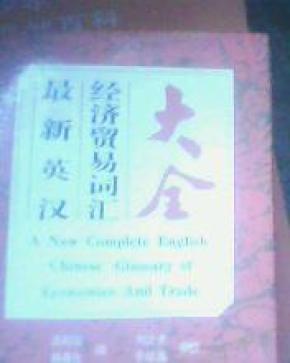 最新英汉
经济贸易词汇
大全
A New Complete English
Chinese Glossary of
Economics And Trade